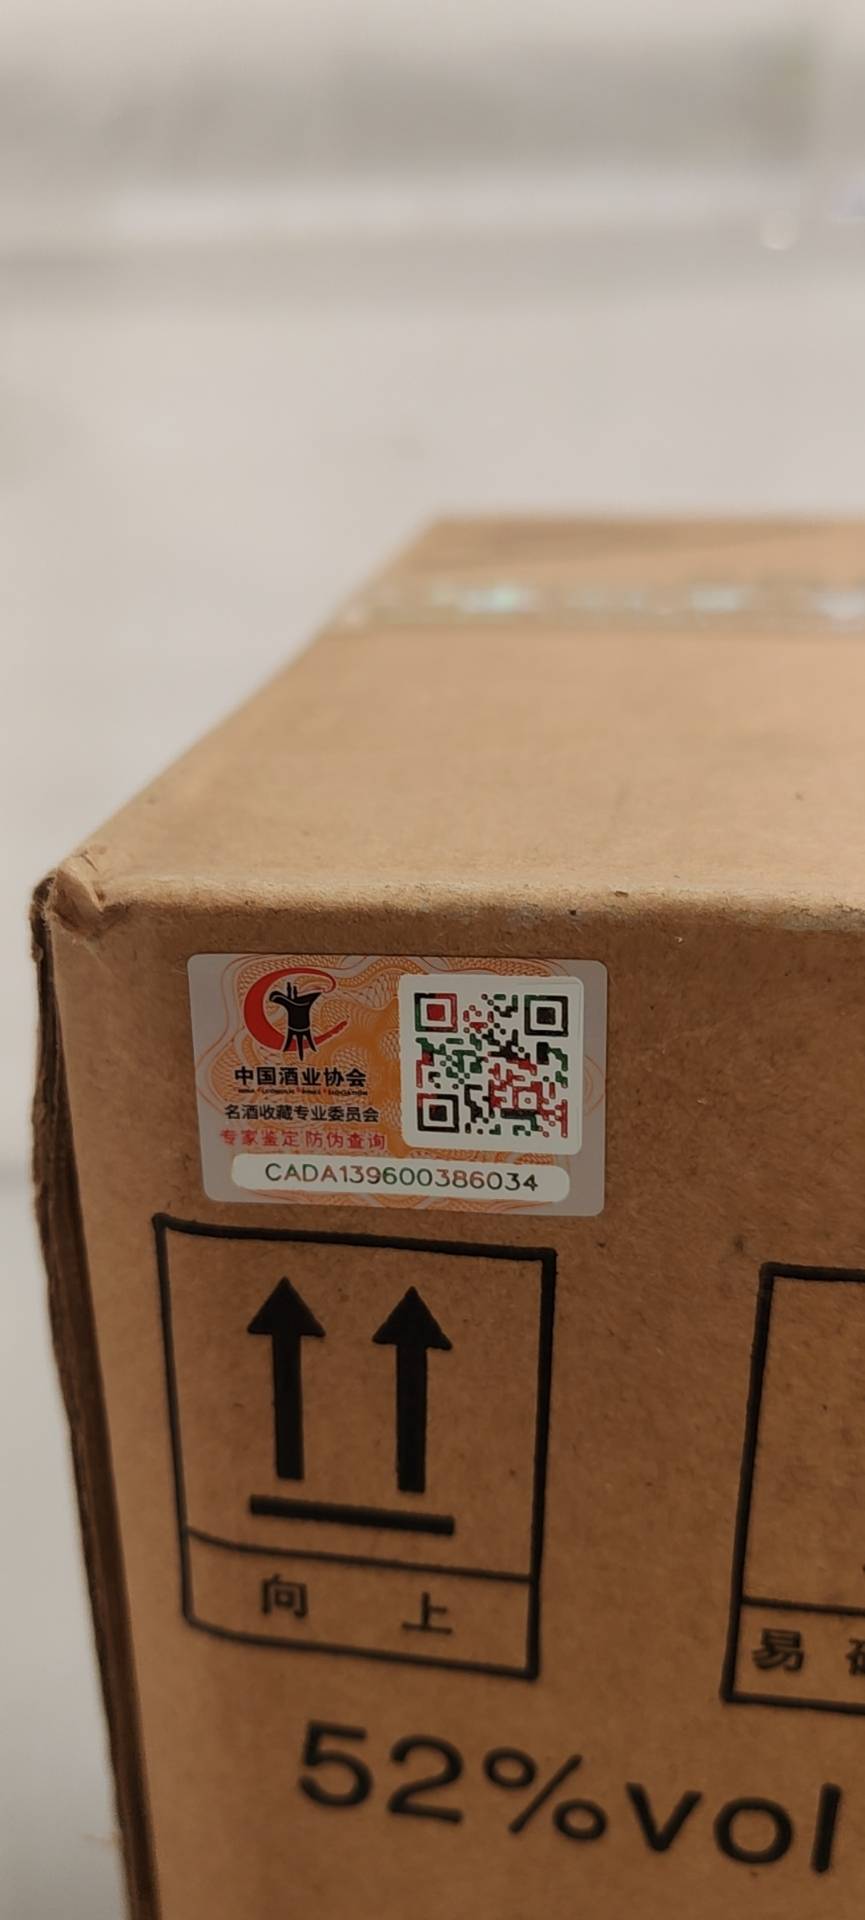 中国酒业协会
名酒收藏专业委员会
专家鉴定 防伪查询
CADA139600386034
向上
易
52%vol